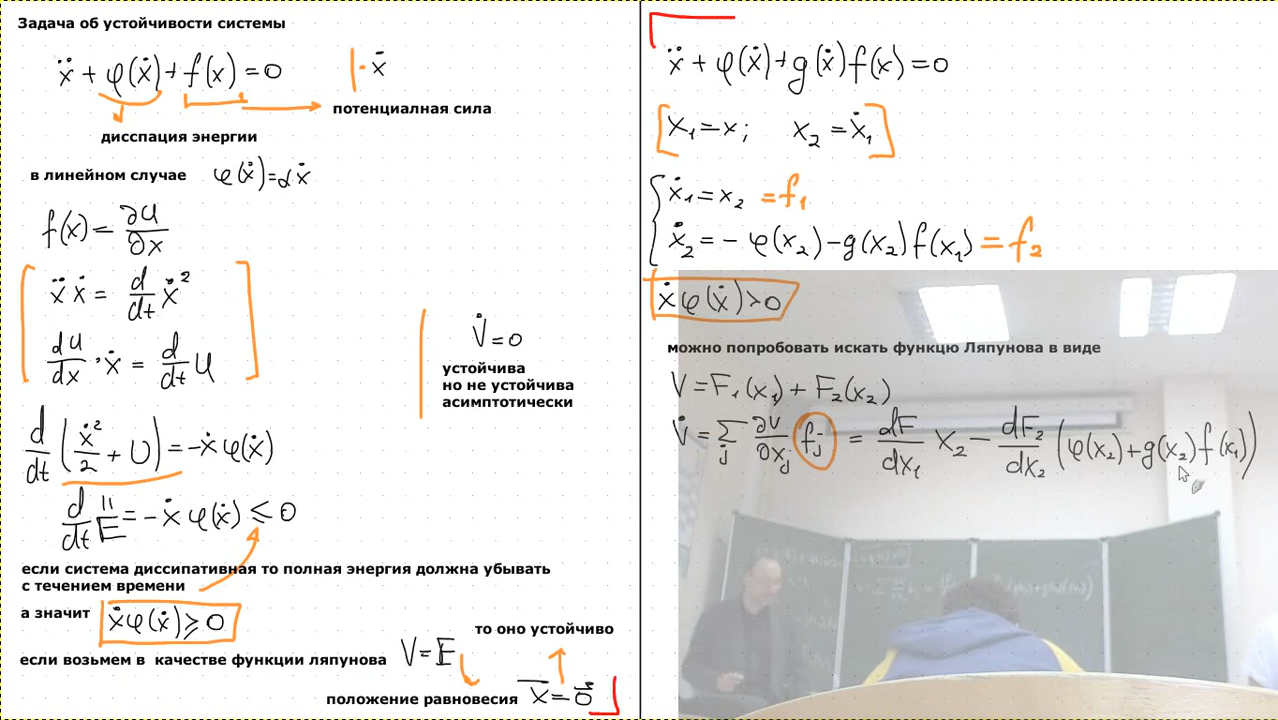 Задача об устойчивости системы
ẍ + φ(ẋ) + f(x) = 0 | · ẋ
потенциалная сила
дисспация энергии
в линейном случае φ(ẋ) = αẋ
f(x) = ∂U/∂x
ẍẋ = d/dt ẋ²
dU/dx · ẋ = d/dt U
V̇ = 0
устойчива
но не устойчива
асимптотически
d/dt (ẋ²/2 + U) = -ẋφ(ẋ)
d/dt E = -ẋφ(ẋ) ≤ 0
если система диссипативная то полная энергия должна убывать
с течением времени
а значит ẋφ(ẋ) ≥ 0
то оно устойчиво
если возьмем в качестве функции ляпунова V = E
положение равновесия x̄ = 0⃗
ẍ + φ(ẋ) + g(ẋ)f(x) = 0
[x₁ = x; x₂ = ẋ₁]
ẋ₁ = x₂ = f₁
ẋ₂ = -φ(x₂) - g(x₂)f(x₁) = f₂
ẋφ(ẋ) > 0
можно попробовать искать функцю Ляпунова в виде
V = F₁(x₁) + F₂(x₂)
V̇ = Σj ∂V/∂xj fj = dF/dx₁ x₂ - dF₂/dx₂ (φ(x₂) + g(x₂)f(x₁))